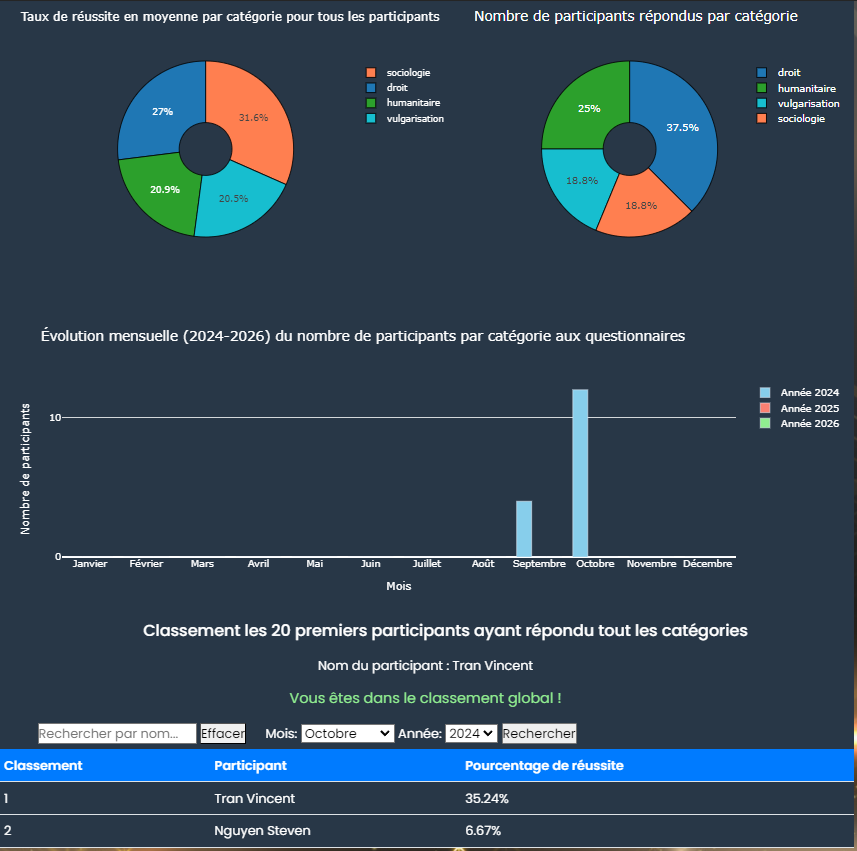 Taux de réussite en moyenne par catégorie pour tous les participants
31.6%
20.5%
20.9%
27%
sociologie
droit
humanitaire
vulgarisation
Nombre de participants répondus par catégorie
37.5%
18.8%
18.8%
25%
droit
humanitaire
vulgarisation
sociologie
Évolution mensuelle (2024-2026) du nombre de participants par catégorie aux questionnaires
Nombre de participants
10
0
Janvier Février Mars Avril Mai Juin Juillet Août Septembre Octobre Novembre Décembre
Mois
Année 2024
Année 2025
Année 2026
Classement les 20 premiers participants ayant répondu tout les catégories
Nom du participant : Tran Vincent
Vous êtes dans le classement global !
Rechercher par nom... Effacer Mois: Octobre Année: 2024 Rechercher
Classement Participant Pourcentage de réussite
1 Tran Vincent 35.24%
2 Nguyen Steven 6.67%